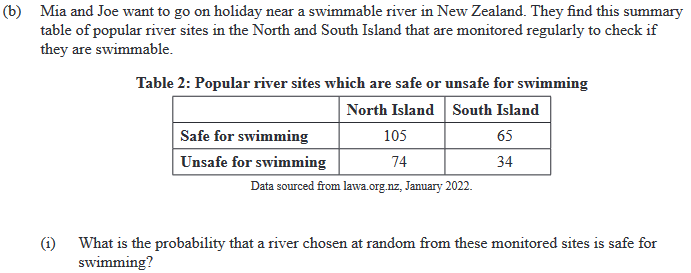 (b) Mia and Joe want to go on holiday near a swimmable river in New Zealand. They find this summary
table of popular river sites in the North and South Island that are monitored regularly to check if
they are swimmable.
Table 2: Popular river sites which are safe or unsafe for swimming
North Island South Island
Safe for swimming 105 65
Unsafe for swimming 74 34
Data sourced from lawa.org.nz, January 2022.
(i) What is the probability that a river chosen at random from these monitored sites is safe for
swimming?